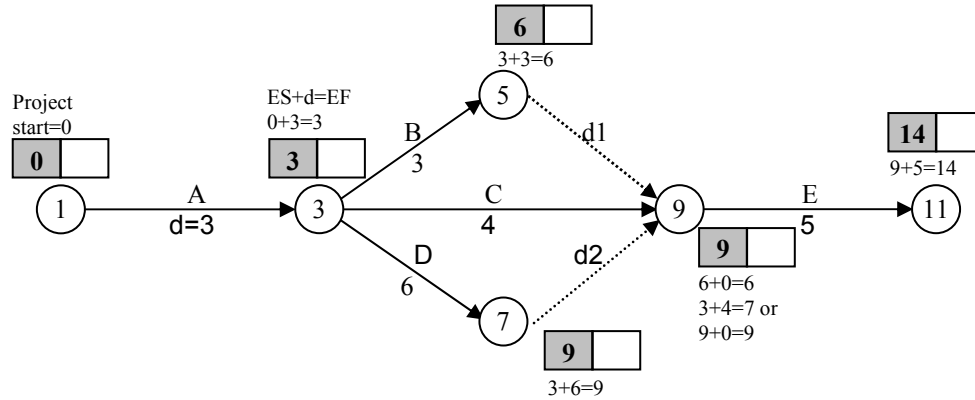 Project
start=0
0
1
A
d=3
ES+d=EF
0+3=3
3
3
B
3
6
3+3=6
5
d1
C
4
D
6
7
d2
9
3+6=9
9
9
6+0=6
3+4=7 or
9+0=9
E
5
14
9+5=14
11